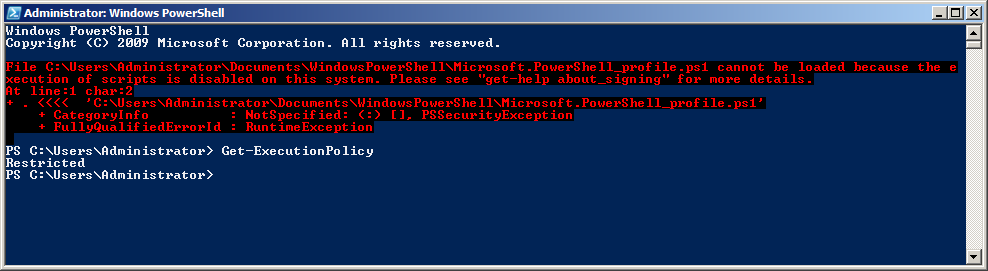 Administrator: Windows PowerShell
Windows PowerShell
Copyright (C) 2009 Microsoft Corporation. All rights reserved.
File C:\Users\Administrator\Documents\WindowsPowerShell\Microsoft.PowerShell_profile.ps1 cannot be loaded because the e
xecution of scripts is disabled on this system. Please see "get-help about_signing" for more details.
At line:1 char:2
+ . <<<<  'C:\Users\Administrator\Documents\WindowsPowerShell\Microsoft.PowerShell_profile.ps1'
    + CategoryInfo          : NotSpecified: (:) [], PSSecurityException
    + FullyQualifiedErrorId : RuntimeException
PS C:\Users\Administrator> Get-ExecutionPolicy
Restricted
PS C:\Users\Administrator>